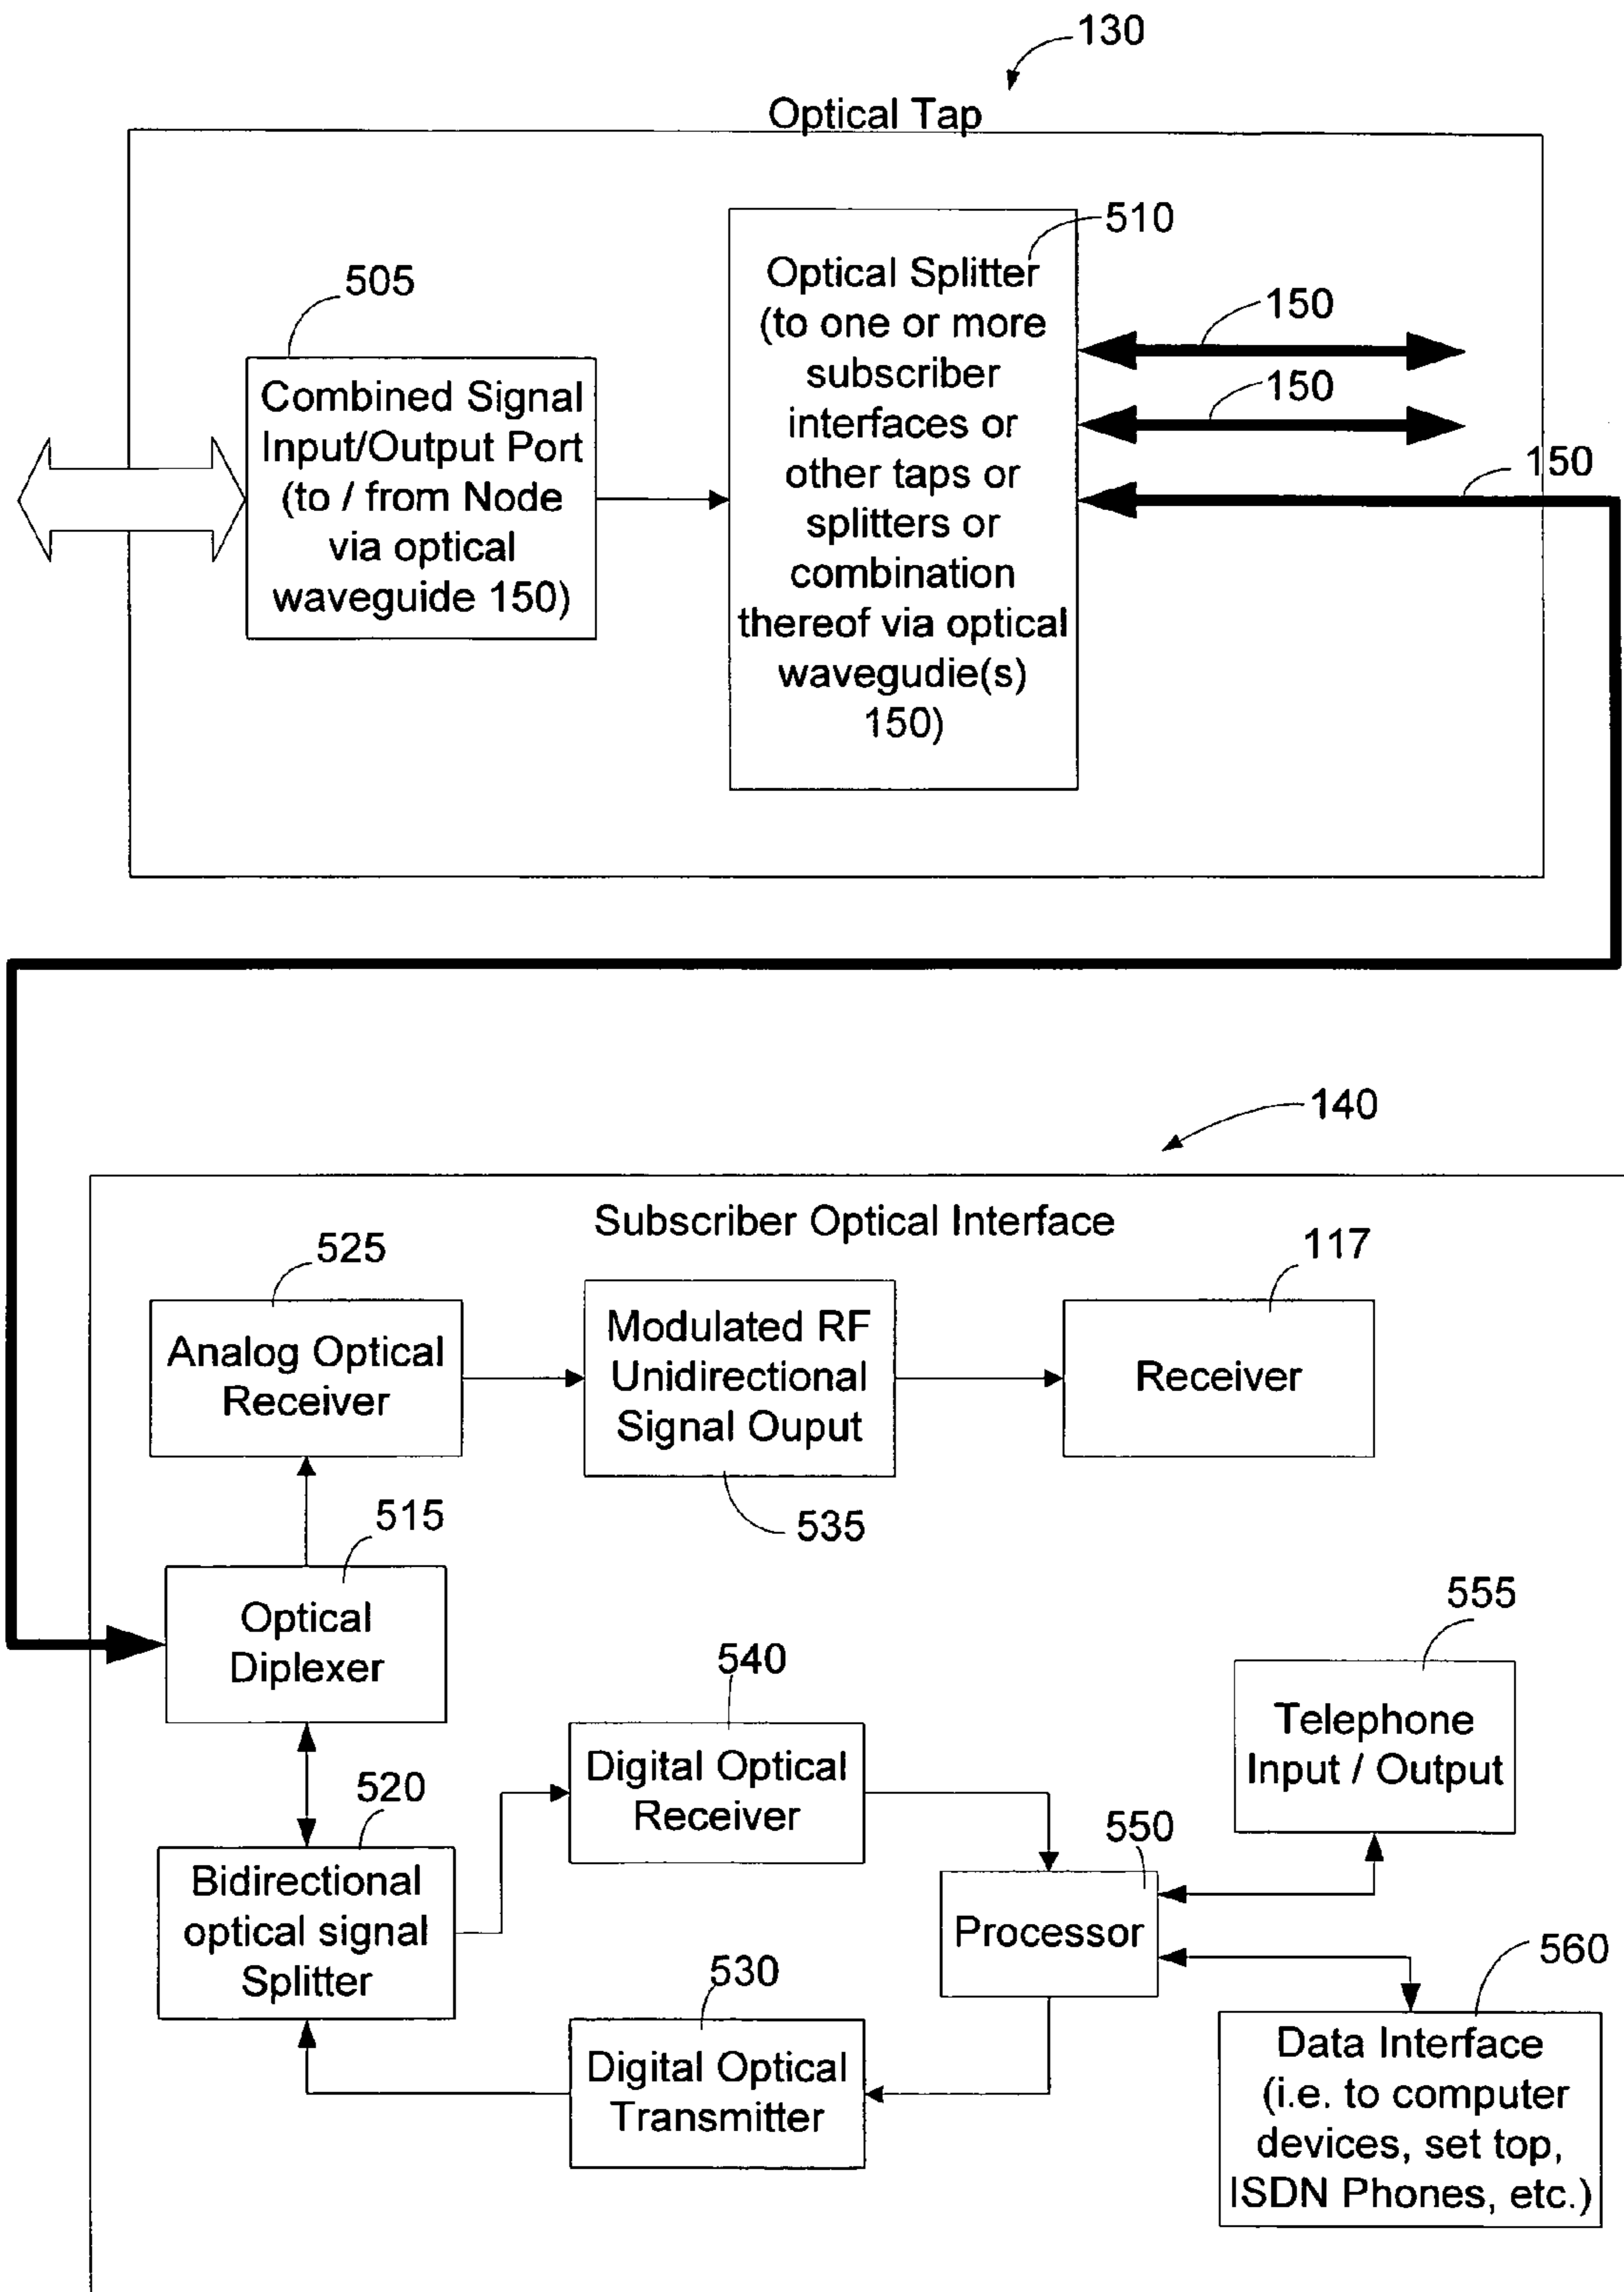 130
Optical Tap
510
505
Optical Splitter
(to one or more
subscriber
interfaces or
other taps or
splitters or
combination
thereof via optical
wavegudie(s)
150)
Combined Signal
Input/Output Port
(to / from Node
via optical
waveguide 150)
150
150
150
140
Subscriber Optical Interface
525
117
Analog Optical
Receiver
Modulated RF
Unidirectional
Signal Ouput
Receiver
535
515
Optical
Diplexer
555
540
Telephone
Input / Output
Digital Optical
Receiver
520
550
Bidirectional
optical signal
Splitter
Processor
530
560
Digital Optical
Transmitter
Data Interface
(i.e. to computer
devices, set top,
ISDN Phones, etc.)